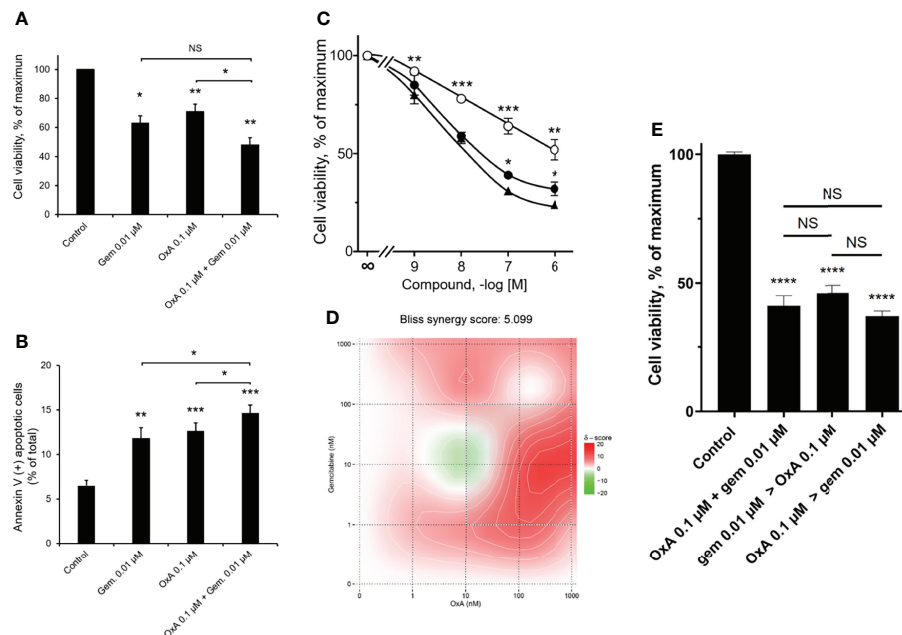 A
Cell viability, % of maximun
100
80
60
40
20
0
NS
*
*
**
**
Control
Gem 0.01 µM
OxA 0.1 µM
OxA 0.1 µM + Gem 0.01 µM
B
Annexin V (+) apoptotic cells
(% of total)
20
15
10
5
0
*
*
**
***
***
Control
Gem. 0.01 µM
OxA 0.1 µM
OxA 0.1 µM + Gem. 0.01 µM
C
Cell viability, % of maximum
100
50
0
**
***
***
**
*
*
∞
9
8
7
6
Compound, -log [M]
D
Bliss synergy score: 5.099
Gemcitabine (nM)
1000
100
10
1
0
0
1
10
100
1000
OxA (nM)
δ - score
20
10
0
-10
-20
E
Cell viability, % of maximum
100
50
0
NS
NS
NS
****
****
****
Control
OxA 0.1 µM + gem 0.01 µM
gem 0.01 µM > OxA 0.1 µM
OxA 0.1 µM > gem 0.01 µM